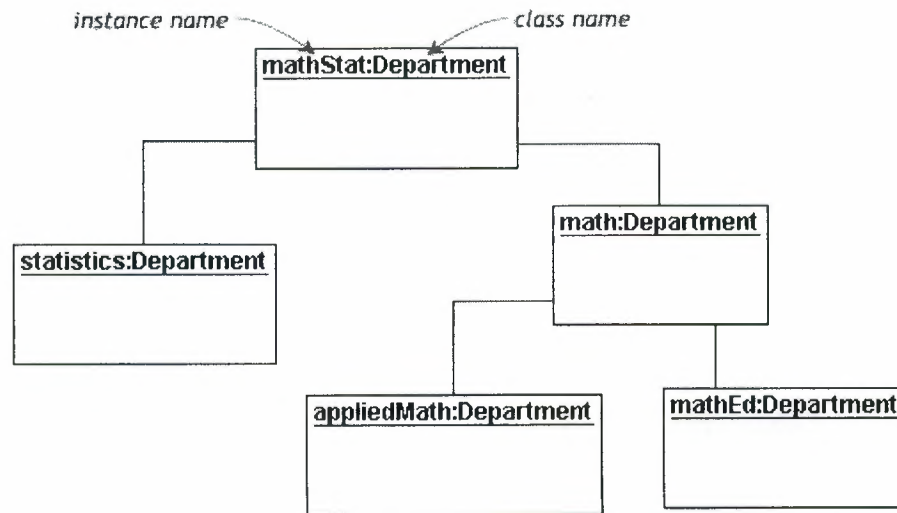 instance name
class name
mathStat:Department
math:Department
statistics:Department
appliedMath:Department
mathEd:Department